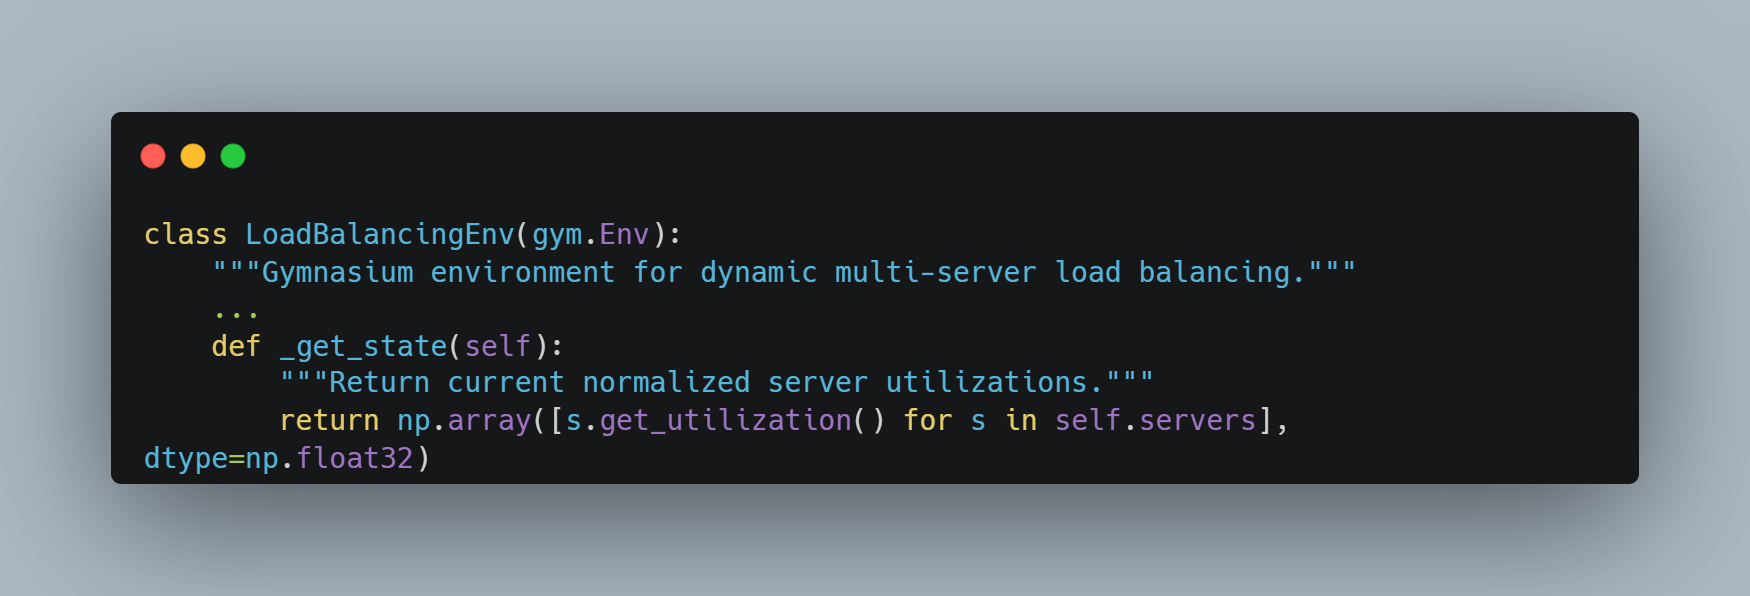 class LoadBalancingEnv(gym.Env):
    """Gymnasium environment for dynamic multi-server load balancing."""
    ...
    def _get_state(self):
        """Return current normalized server utilizations."""
        return np.array([s.get_utilization() for s in self.servers],
dtype=np.float32)